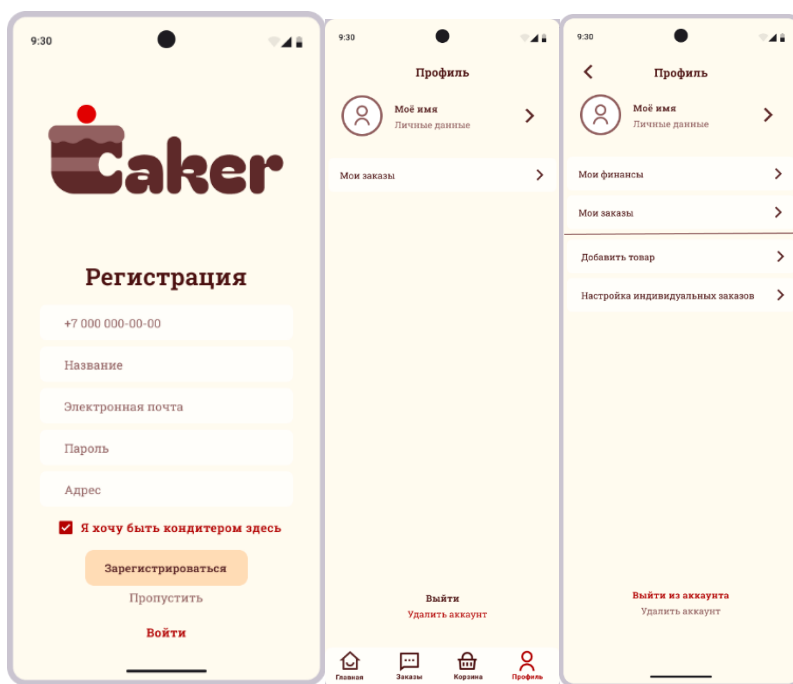 9:30
Caker
Регистрация
+7 000 000-00-00
Название
Электронная почта
Пароль
Адрес
Я хочу быть кондитером здесь
Зарегистрироваться
Пропустить
Войти
9:30
Профиль
Моё имя
Личные данные
Мои заказы
Выйти
Удалить аккаунт
Главная
Заказы
Корзина
Профиль
9:30
Профиль
Моё имя
Личные данные
Мои финансы
Мои заказы
Добавить товар
Настройка индивидуальных заказов
Выйти из аккаунта
Удалить аккаунт